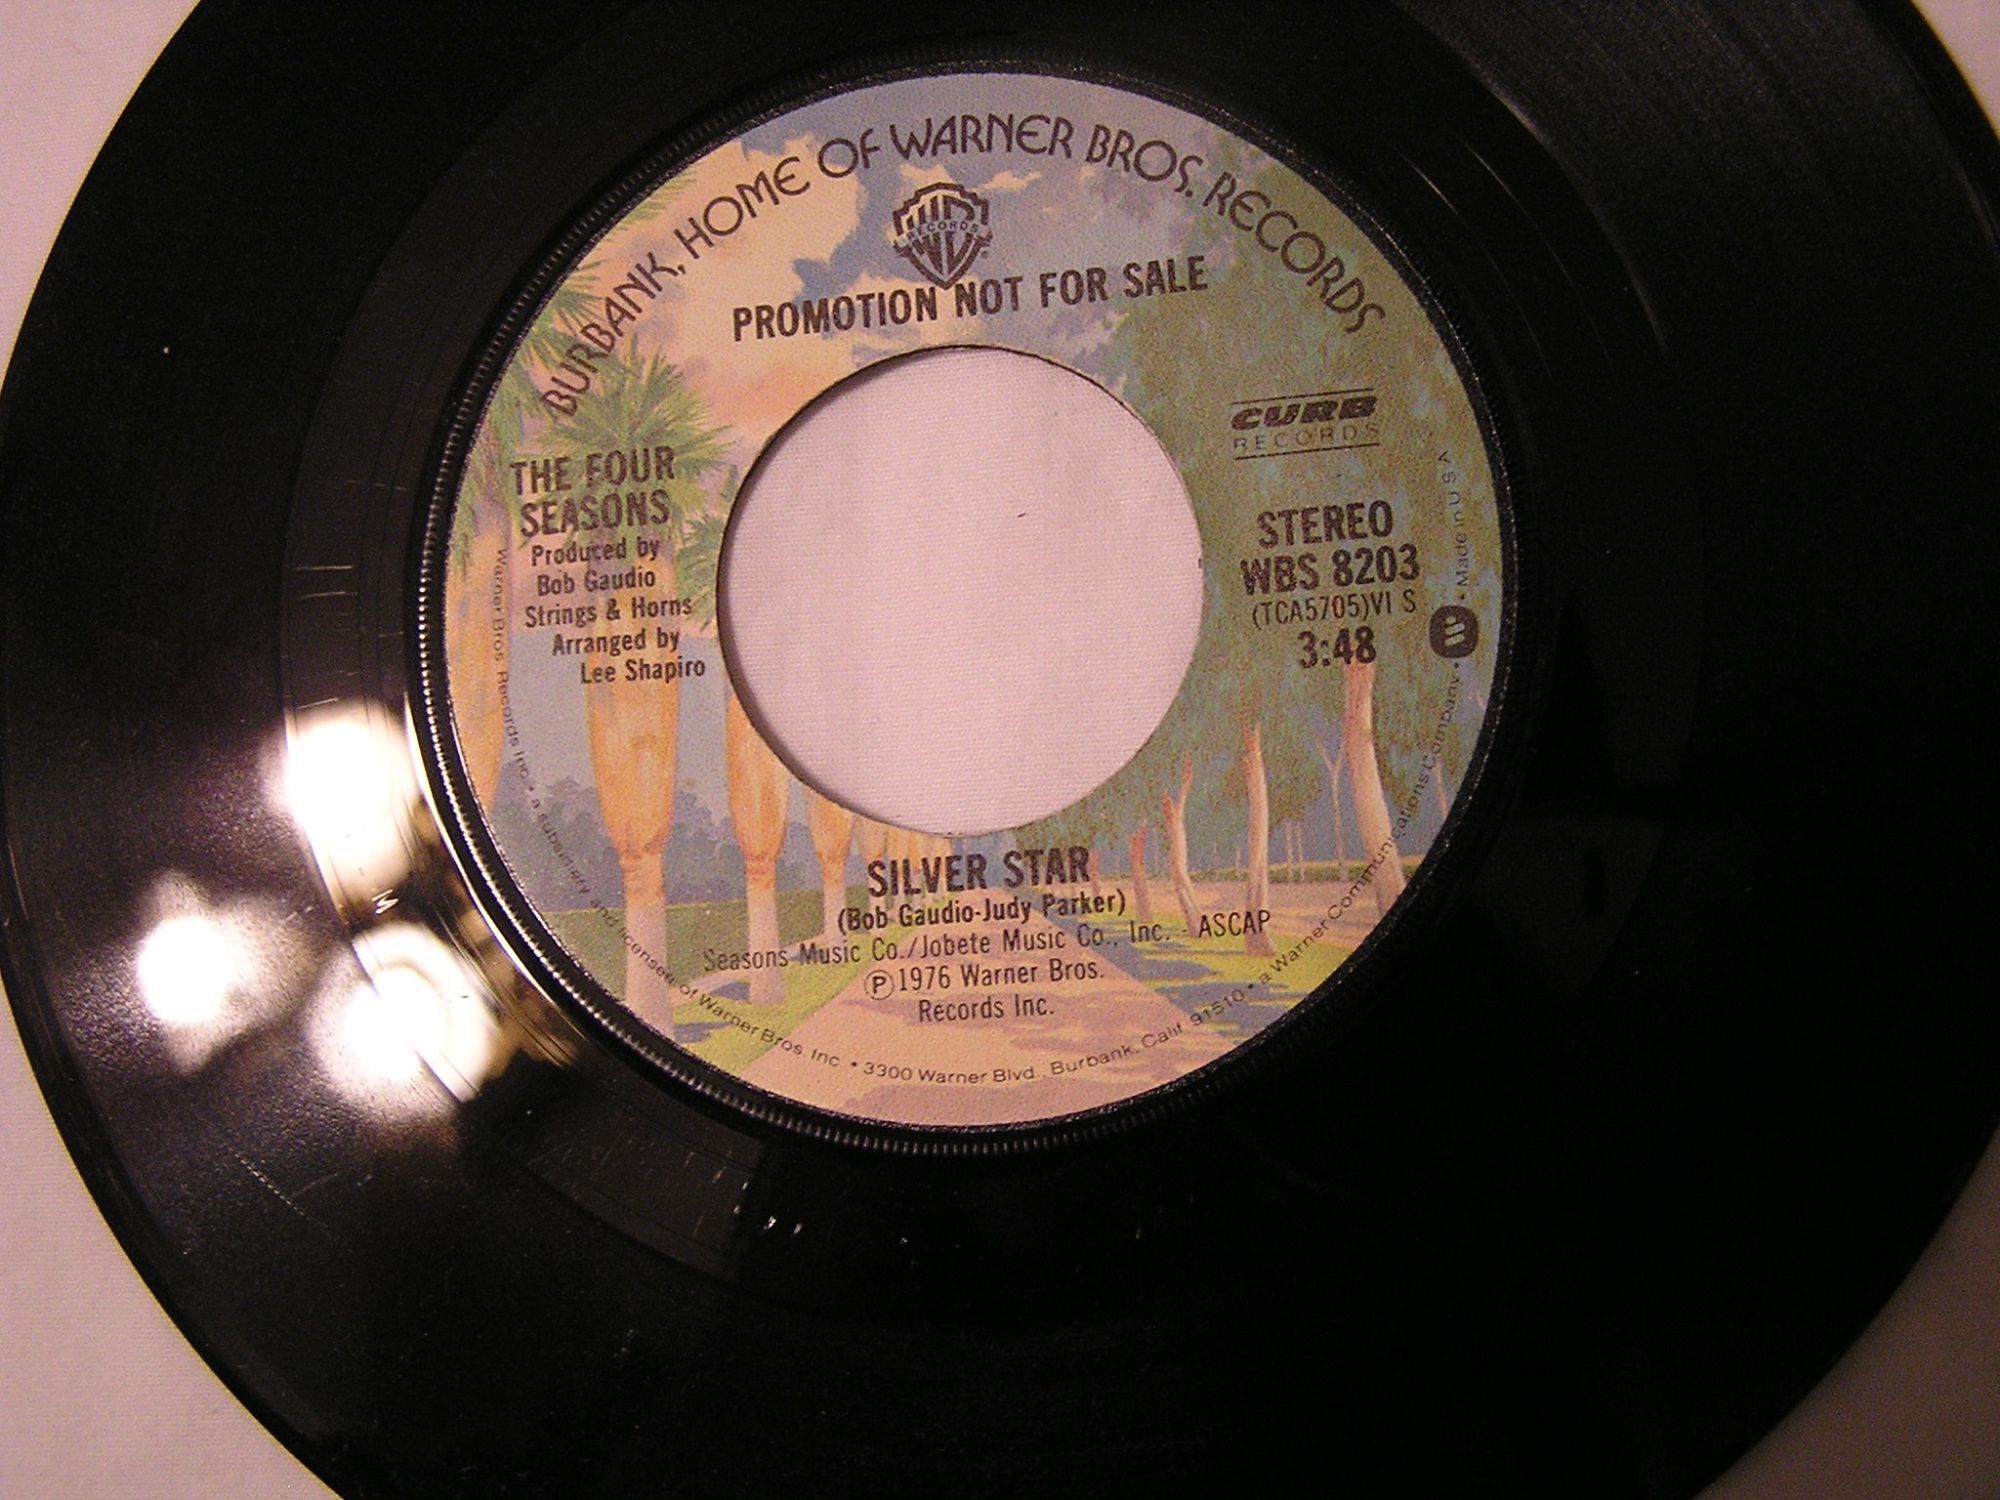 BURBANK, HOME OF WARNER BROS. RECORDS
WB
RECORDS
PROMOTION NOT FOR SALE
CURB
RECORDS
THE FOUR
SEASONS
Produced by
Bob Gaudio
Strings & Horns
Arranged by
Lee Shapiro
STEREO
WBS 8203
(TCA5705)VI S
3:48
SILVER STAR
(Bob Gaudio-Judy Parker)
Seasons Music Co./Jobete Music Co., Inc. - ASCAP
℗1976 Warner Bros.
Records Inc.
Warner Bros. Records Inc. • a subsidiary and licensee of Warner Bros. Inc. • 3300 Warner Blvd., Burbank, Calif. 91510 • a Warner Communications Company • W • Made in U S A